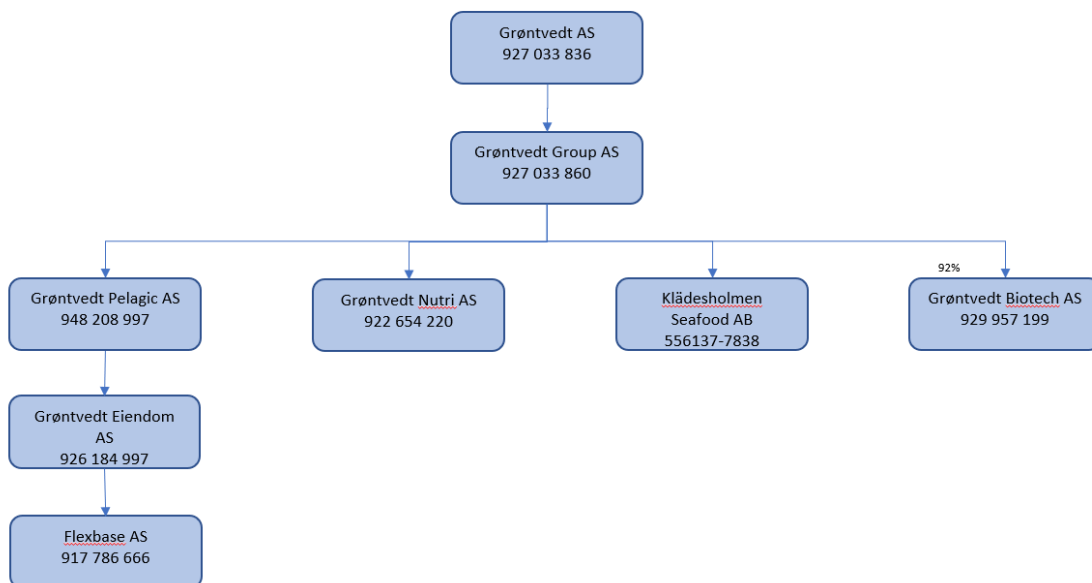 Grøntvedt AS
927 033 836
Grøntvedt Group AS
927 033 860
92%
Grøntvedt Pelagic AS
948 208 997
Grøntvedt Nutri AS
922 654 220
Klädesholmen
Seafood AB
556137-7838
Grøntvedt Biotech AS
929 957 199
Grøntvedt Eiendom
AS
926 184 997
Flexbase AS
917 786 666